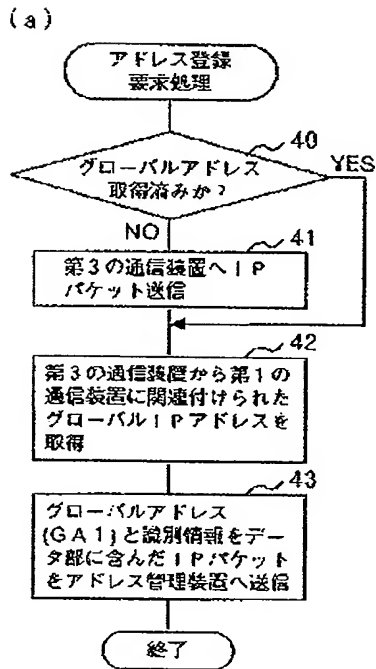 (a)
アドレス登録
要求処理
40
グローバルアドレス
取得済みか?
YES
NO
41
第3の通信装置へIP
パケット送信
42
第3の通信装置から第1の
通信装置に関連付けられた
グローバルIPアドレスを
取得
43
グローバルアドレス
(GA1)と識別情報をデー
タ部に含んだIPパケット
をアドレス管理装置へ送信
終了